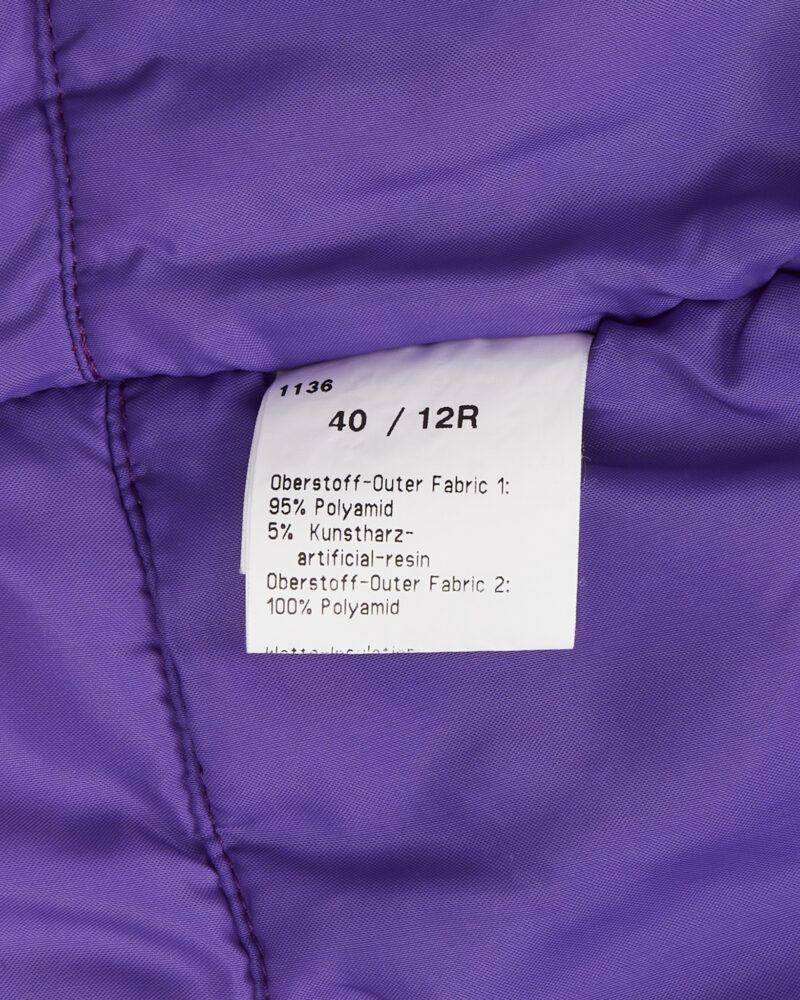 1136
40 / 12R
Oberstoff-Outer Fabric 1:
95% Polyamid
5% Kunstharz-
artificial-resin
Oberstoff-Outer Fabric 2:
100% Polyamid